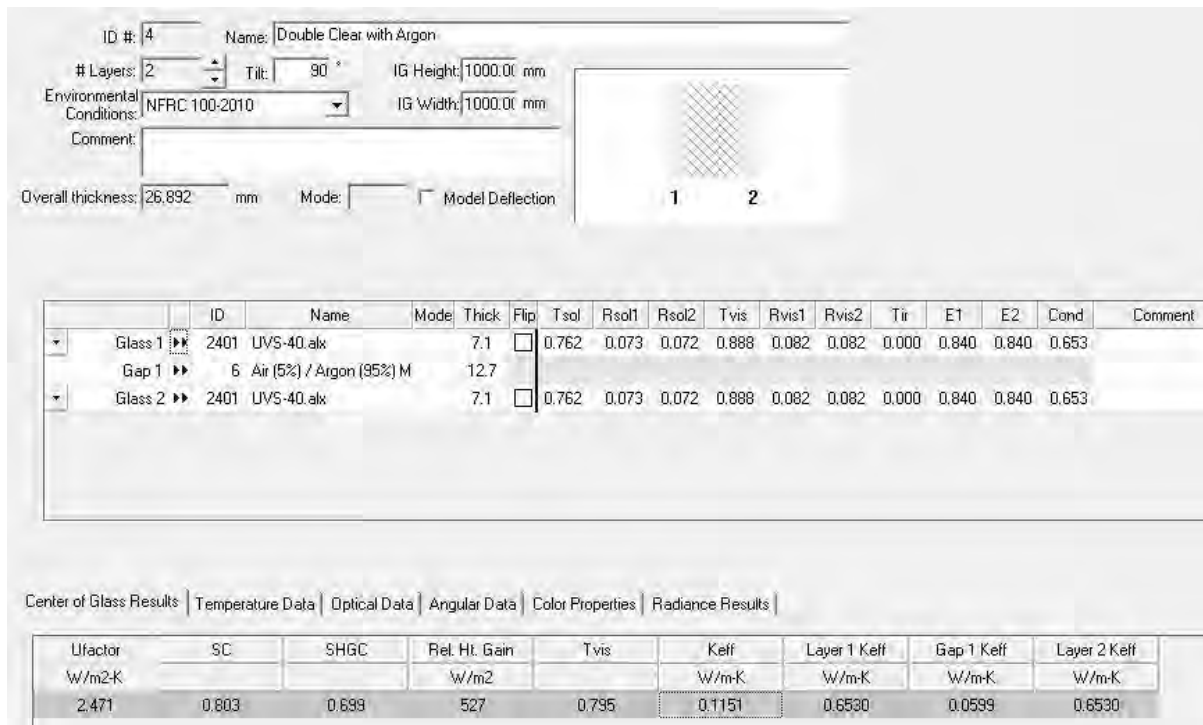 ID #: 4 Name: Double Clear with Argon
# Layers: 2 Tilt: 90 ° IG Height: 1000.00 mm
Environmental Conditions: NFRC 100-2010 IG Width: 1000.00 mm
Comment:
Overall thickness: 26.892 mm Mode: Model Deflection
1 2
ID Name Mode Thick Flip Tsol Rsol1 Rsol2 Tvis Rvis1 Rvis2 Tir E1 E2 Cond Comment
Glass 1 2401 UVS-40.alx 7.1 0.762 0.073 0.072 0.888 0.082 0.082 0.000 0.840 0.840 0.653
Gap 1 6 Air (5%) / Argon (95%) M 12.7
Glass 2 2401 UVS-40.alx 7.1 0.762 0.073 0.072 0.888 0.082 0.082 0.000 0.840 0.840 0.653
Center of Glass Results Temperature Data Optical Data Angular Data Color Properties Radiance Results
Ufactor SC SHGC Rel. Ht. Gain Tvis Keff Layer 1 Keff Gap 1 Keff Layer 2 Keff
W/m2-K W/m2 W/m-K W/m-K W/m-K W/m-K
2.471 0.803 0.699 527 0.795 0.1151 0.6530 0.0599 0.6530